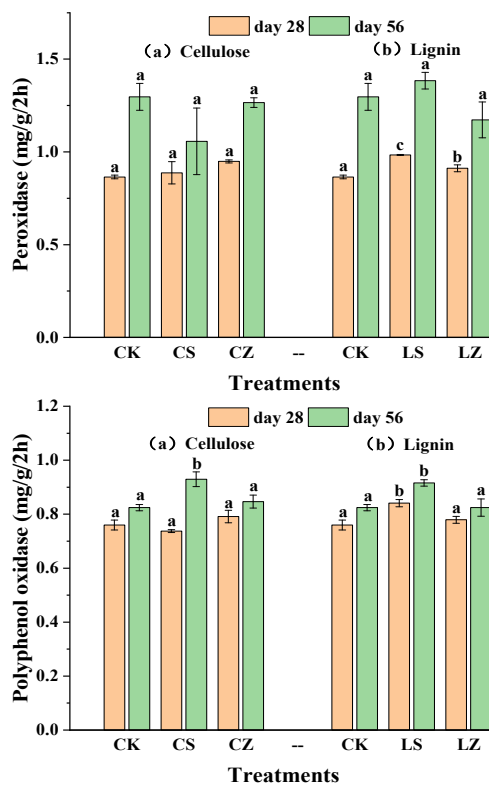 day 28 day 56
（a）Cellulose （b）Lignin
Peroxidase (mg/g/2h)
1.5
1.0
0.5
0.0
a a a a a a a a c a b a
CK CS CZ -- CK LS LZ
Treatments
day 28 day 56
（a）Cellulose （b）Lignin
Polyphenol oxidase (mg/g/2h)
1.2
1.0
0.8
0.6
0.4
0.2
0.0
a a a b a a a a b b a a
CK CS CZ -- CK LS LZ
Treatments